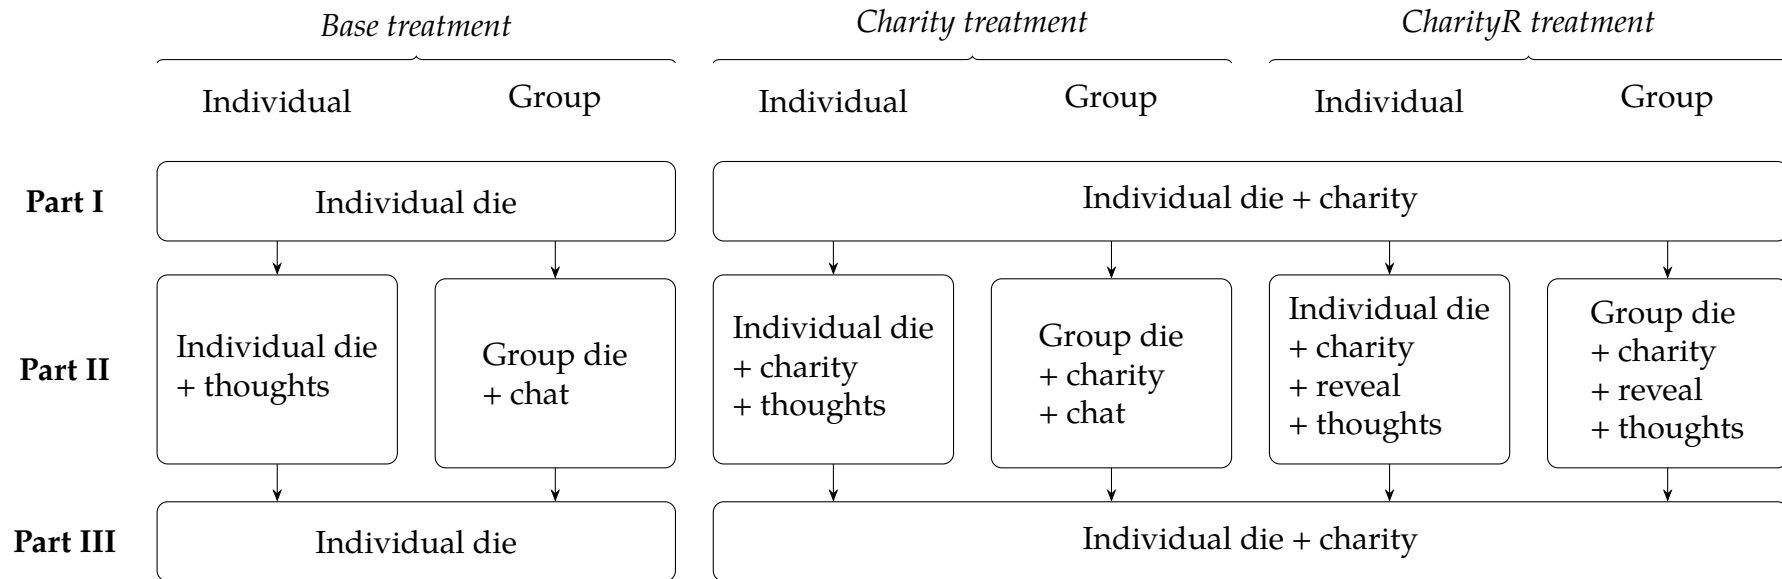 Base treatment
Charity treatment
CharityR treatment
Individual
Group
Individual
Group
Individual
Group
Part I
Individual die
Individual die + charity
Part II
Individual die
+ thoughts
Group die
+ chat
Individual die
+ charity
+ thoughts
Group die
+ charity
+ chat
Individual die
+ charity
+ reveal
+ thoughts
Group die
+ charity
+ reveal
+ thoughts
Part III
Individual die
Individual die + charity